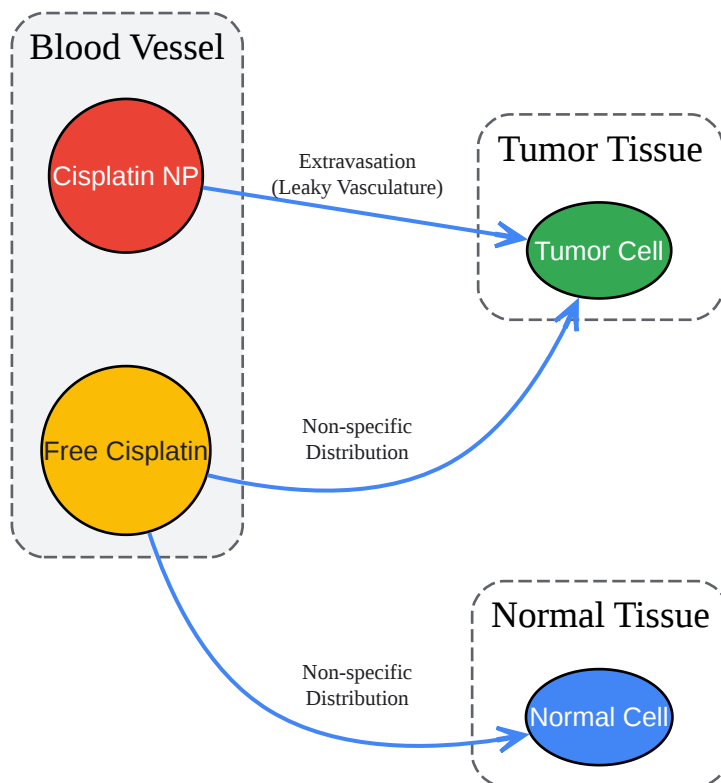 Blood Vessel
Cisplatin NP
Extravasation
(Leaky Vasculature)
Tumor Tissue
Tumor Cell
Free Cisplatin
Non-specific
Distribution
Normal Tissue
Non-specific
Distribution
Normal Cell